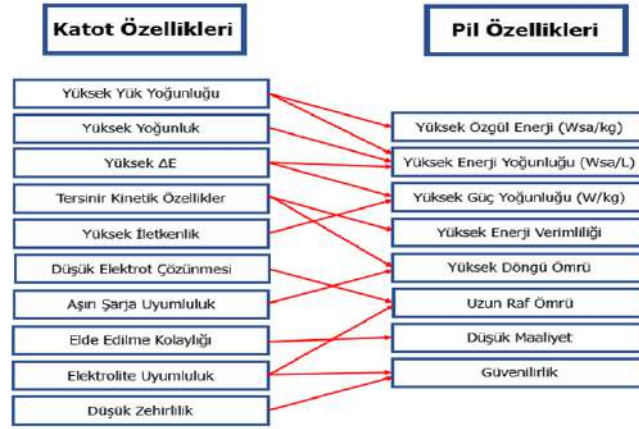 Katot Özellikleri
Yüksek Yük Yoğunluğu
Yüksek Yoğunluk
Yüksek ΔE
Tersinir Kinetik Özellikler
Yüksek İletkenlik
Düşük Elektrot Çözünmesi
Aşırı Şarja Uyumluluk
Elde Edilme Kolaylığı
Elektrolite Uyumluluk
Düşük Zehirlilik
Pil Özellikleri
Yüksek Özgül Enerji (Wsa/kg)
Yüksek Enerji Yoğunluğu (Wsa/L)
Yüksek Güç Yoğunluğu (W/kg)
Yüksek Enerji Verimliliği
Yüksek Döngü Ömrü
Uzun Raf Ömrü
Düşük Maaliyet
Güvenilirlik